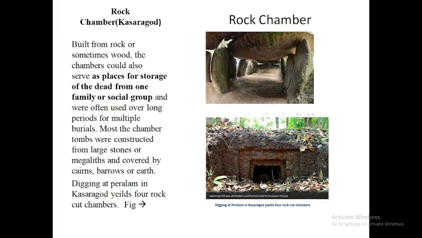 Rock
Chamber(Kasaragod}
Built from rock or
sometimes wood, the
chambers could also
serve as places for storage
of the dead from one
family or social group and
were often used over long
periods for multiple
burials. Most the chamber
tombs were constructed
from large stones or
megaliths and covered by
cairns, barrows or earth.
Digging at peralam in
Kasaragod yeilds four rock
cut chambers. Fig →
Rock Chamber
Digging at Peralam in Kasaragod yields four rock cut chambers
Activate Windows
Go to Settings to activate Windows